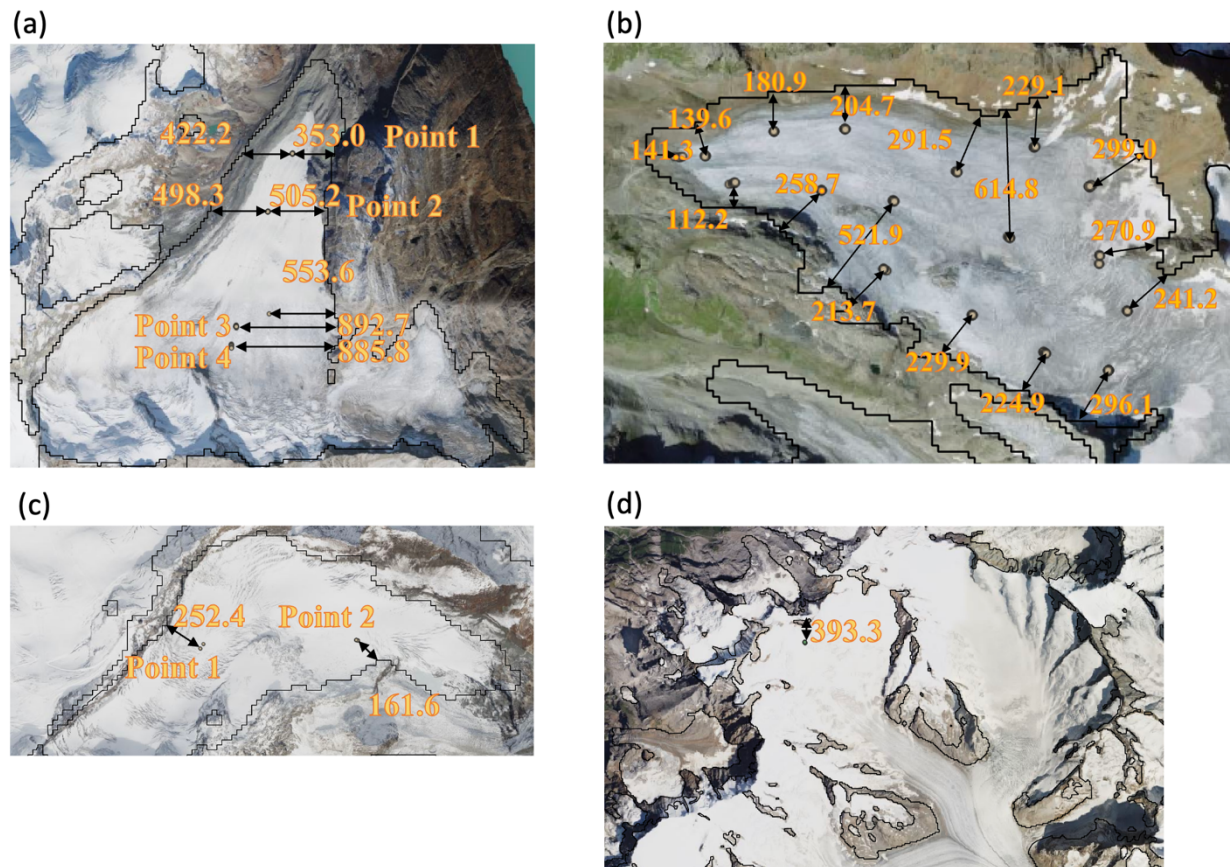 (a)
422.2 353.0 Point 1
498.3 505.2 Point 2
553.6
Point 3 892.7
Point 4 885.8
(b)
180.9 204.7 229.1
139.6 291.5 299.0
141.3 258.7 614.8
112.2 521.9 270.9
213.7 241.2
229.9
224.9 296.1
(c)
252.4 Point 2
Point 1
161.6
(d)
393.3